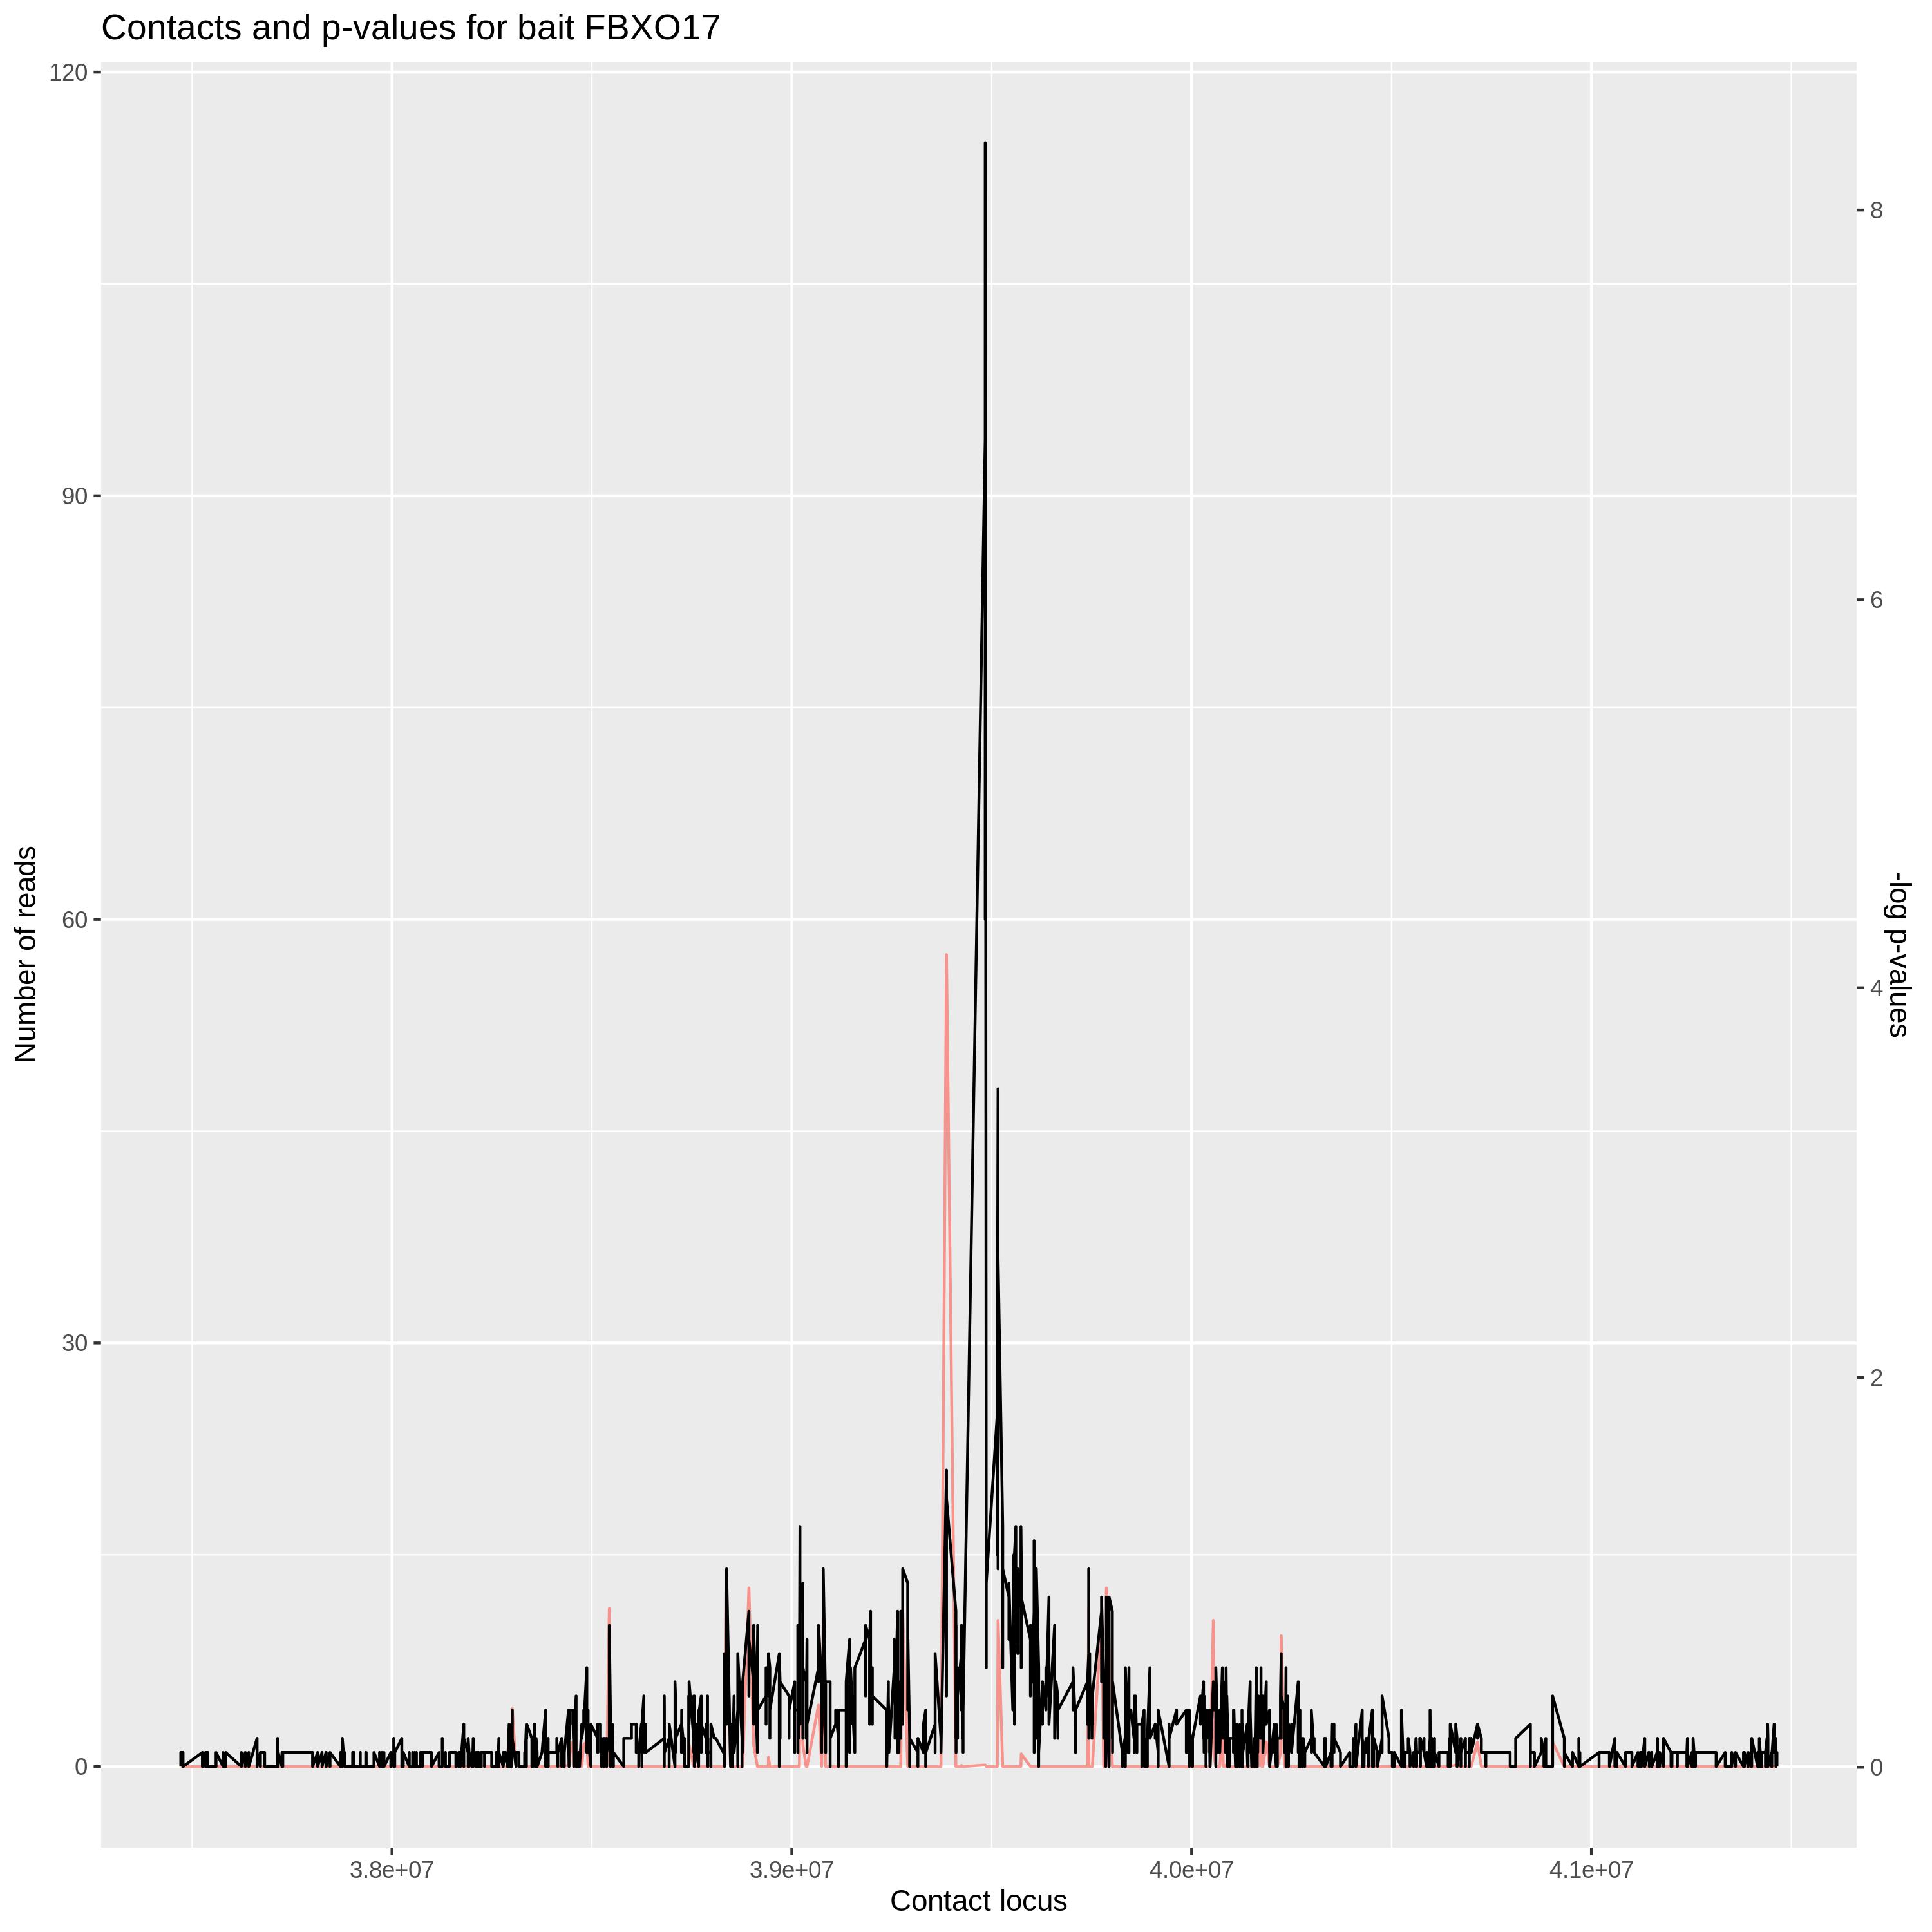 Contacts and p-values for bait FBXO17
120
90
60
30
0
Number of reads
8
6
4
2
0
-log p-values
3.8e+07
3.9e+07
4.0e+07
4.1e+07
Contact locus